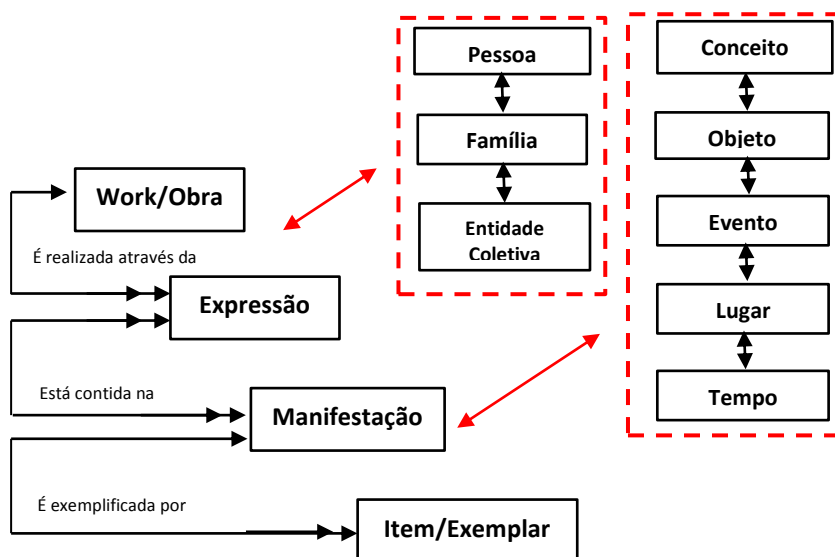 Pessoa
Família
Entidade
Coletiva
Conceito
Objeto
Evento
Lugar
Tempo
Work/Obra
É realizada através da
Expressão
Está contida na
Manifestação
É exemplificada por
Item/Exemplar